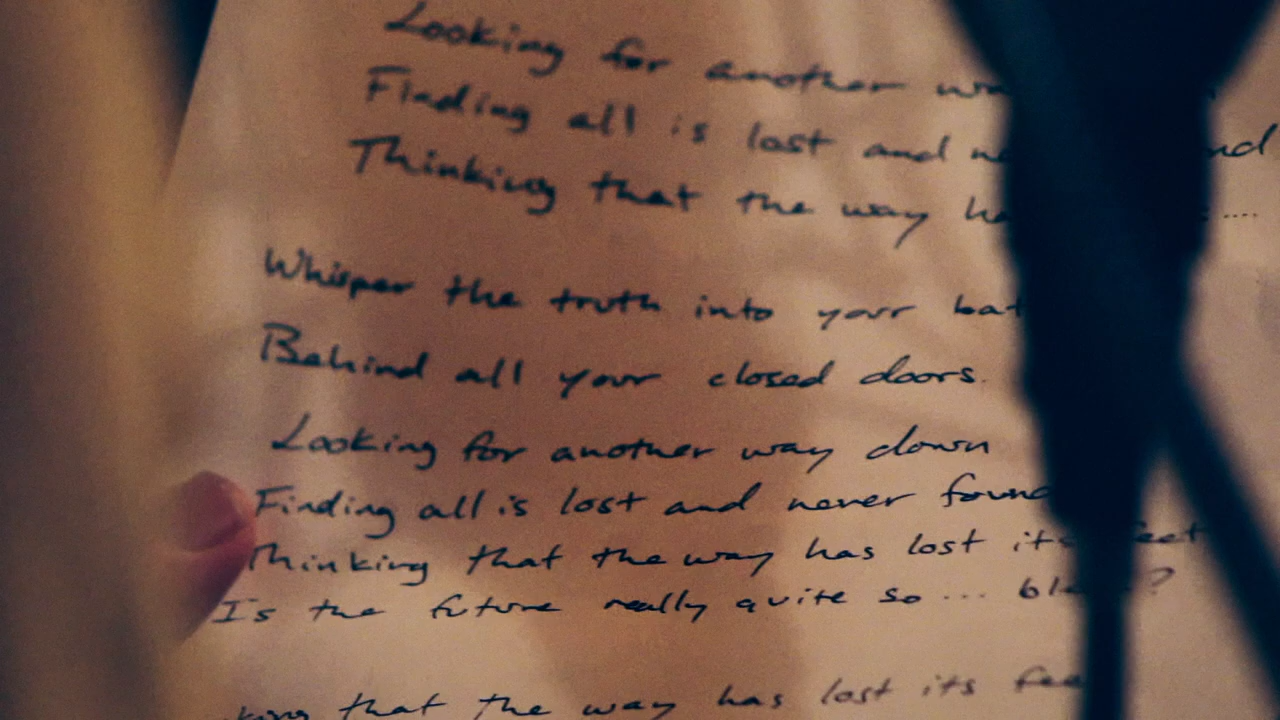 Looking for another
Finding all is lost and
Thinking that the way ....
Whisper the truth into your
Behind all your closed doors.
Looking for another way down
Finding all is lost and never found
Thinking that the way has lost its feet
Is the future really quite so ... ?
that the way has lost its